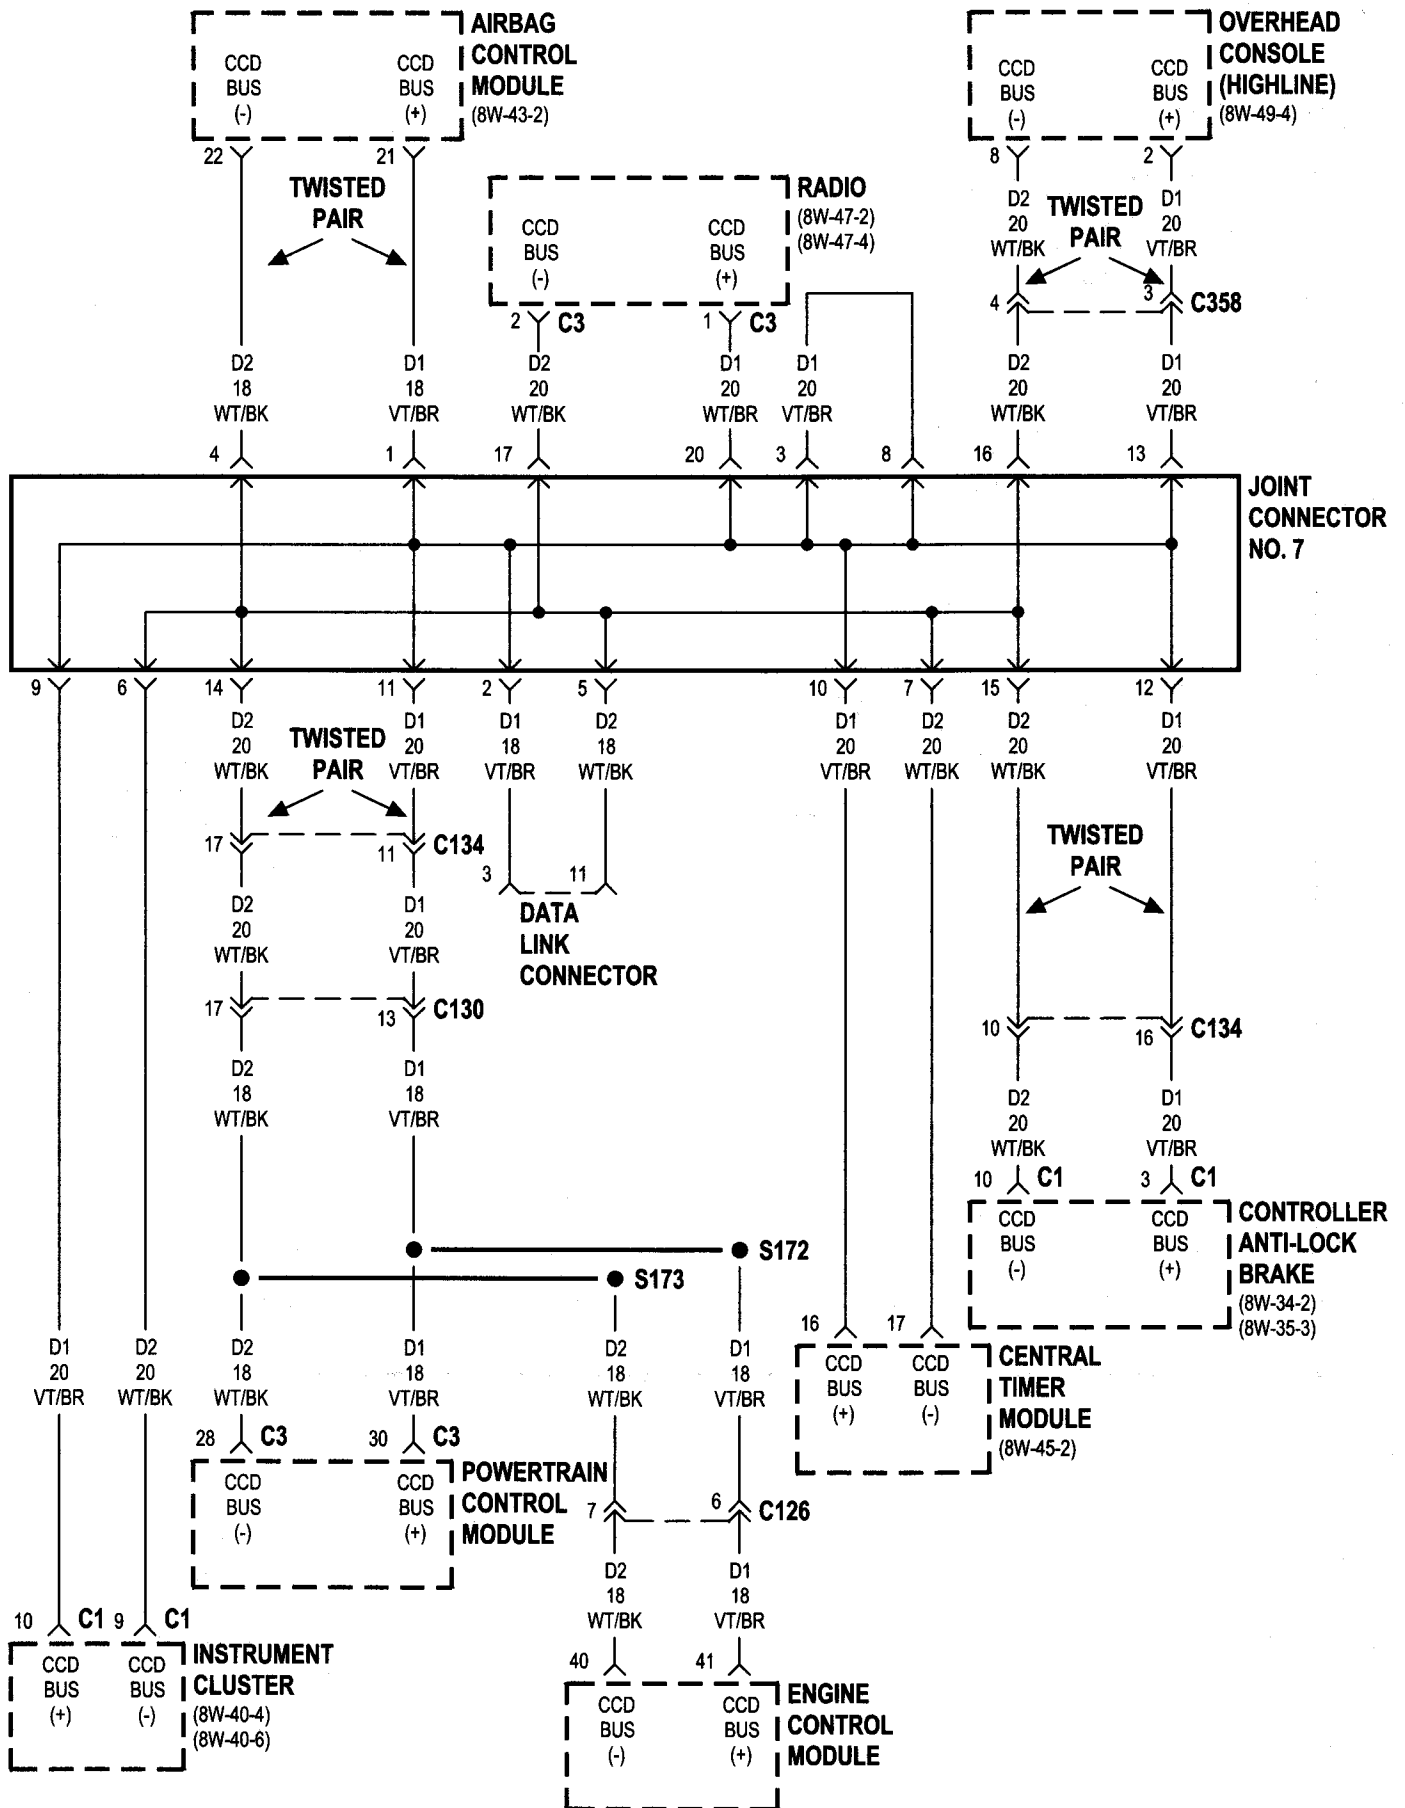 AIRBAG
CONTROL
MODULE
(8W-43-2)
CCD
BUS
(-)
CCD
BUS
(+)
22
21
TWISTED
PAIR
D2
18
WT/BK
D1
18
VT/BR
4
1
RADIO
(8W-47-2)
(8W-47-4)
CCD
BUS
(-)
CCD
BUS
(+)
2
C3
1
C3
D2
20
WT/BK
D1
20
WT/BR
D1
20
VT/BR
17
20
3
8
OVERHEAD
CONSOLE
(HIGHLINE)
(8W-49-4)
CCD
BUS
(-)
CCD
BUS
(+)
8
2
D2
20
WT/BK
TWISTED
PAIR
D1
20
VT/BR
4
3
C358
D2
20
WT/BK
D1
20
VT/BR
16
13
JOINT
CONNECTOR
NO. 7
9
6
14
11
2
5
10
7
15
12
D2
20
WT/BK
TWISTED
PAIR
D1
20
VT/BR
D1
18
VT/BR
D2
18
WT/BK
D1
20
VT/BR
D2
20
WT/BK
D2
20
WT/BK
D1
20
VT/BR
17
11
C134
3
11
DATA
LINK
CONNECTOR
TWISTED
PAIR
D2
20
WT/BK
D1
20
VT/BR
17
13
C130
10
16
C134
D2
18
WT/BK
D1
18
VT/BR
D2
20
WT/BK
D1
20
VT/BR
10
C1
3
C1
CCD
BUS
(-)
CCD
BUS
(+)
CONTROLLER
ANTI-LOCK
BRAKE
(8W-34-2)
(8W-35-3)
S172
S173
D1
20
VT/BR
D2
20
WT/BK
D2
18
WT/BK
D1
18
VT/BR
D2
18
WT/BK
D1
18
VT/BR
16
17
CCD
BUS
(+)
CCD
BUS
(-)
CENTRAL
TIMER
MODULE
(8W-45-2)
28
C3
30
C3
CCD
BUS
(-)
CCD
BUS
(+)
POWERTRAIN
CONTROL
MODULE
7
6
C126
D2
18
WT/BK
D1
18
VT/BR
10
C1
9
C1
CCD
BUS
(+)
CCD
BUS
(-)
INSTRUMENT
CLUSTER
(8W-40-4)
(8W-40-6)
40
41
CCD
BUS
(-)
CCD
BUS
(+)
ENGINE
CONTROL
MODULE